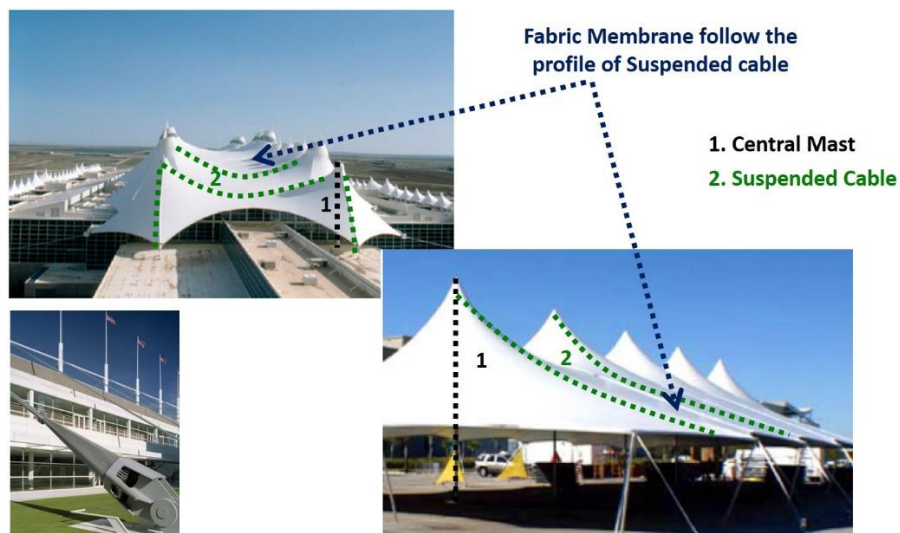 Fabric Membrane follow the
profile of Suspended cable
1. Central Mast
2. Suspended Cable
2
1
1
2